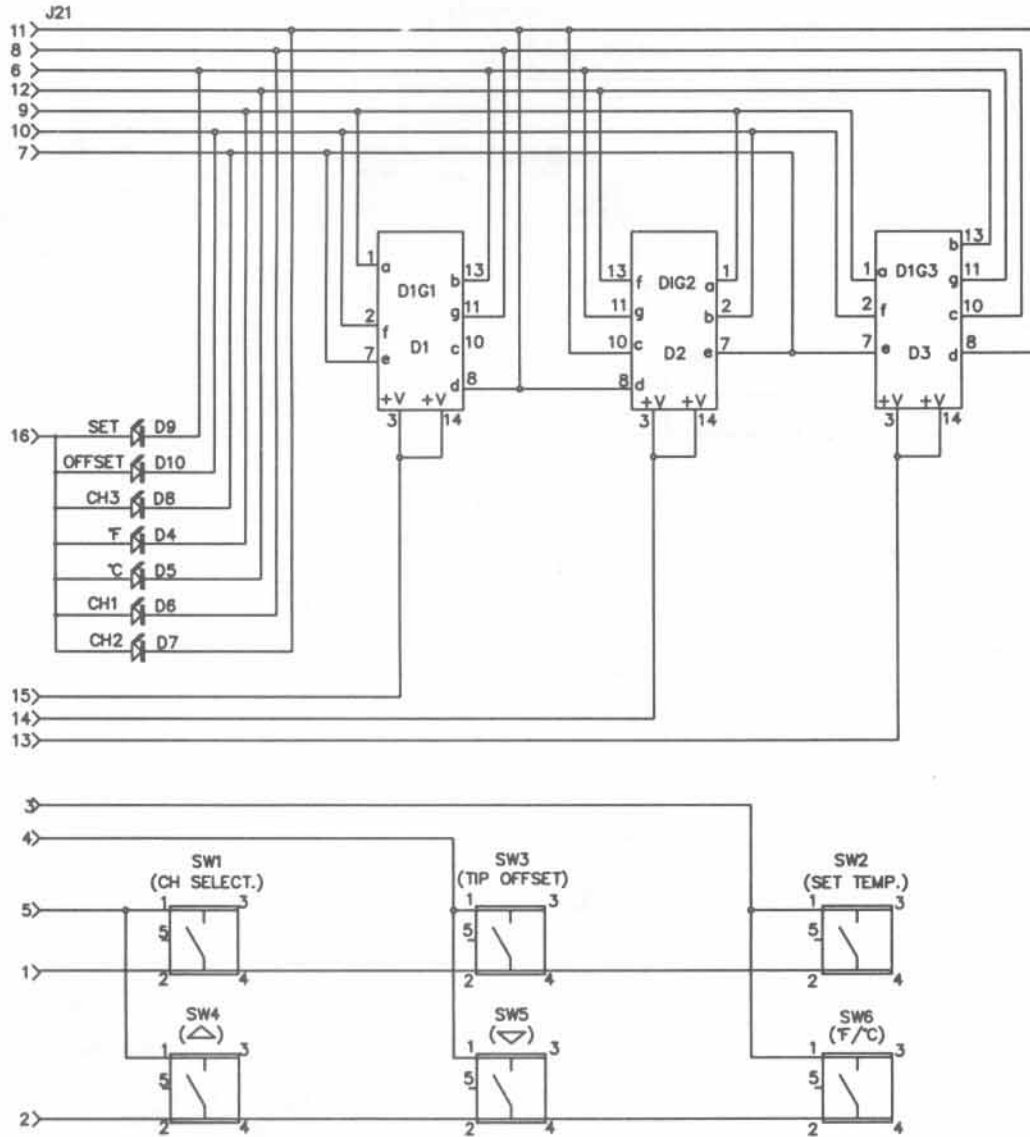 J21
11
8
6
12
9
10
7
1 a D1G1 b 13
g 11
2 f c 10
7 e D1 d 8
+V +V
3 14
13 f DIG2 a 1
11 g b 2
10 c D2 e 7
8 d
+V +V
3 14
b 13
1 a D1G3 g 11
2 f c 10
7 e D3 d 8
+V +V
3 14
16 SET D9
OFFSET D10
CH3 D8
°F D4
°C D5
CH1 D6
CH2 D7
15
14
13
3
4
SW1
(CH SELECT.)
SW3
(TIP OFFSET)
SW2
(SET TEMP.)
5 1 3
5
1 2 4
1 3
5
2 4
1 3
5
2 4
SW4
(△)
SW5
(▽)
SW6
(°F/°C)
1 3
5
2 2 4
1 3
5
2 4
1 3
5
2 4